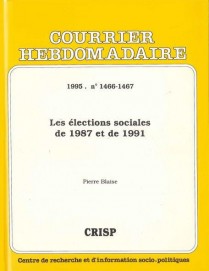 COURRIER
HEBDOMADAIRE
1995 . n° 1466-1467
Les élections sociales
de 1987 et de 1991
Pierre Blaise
CRISP
Centre de recherche et d'information socio-politiques